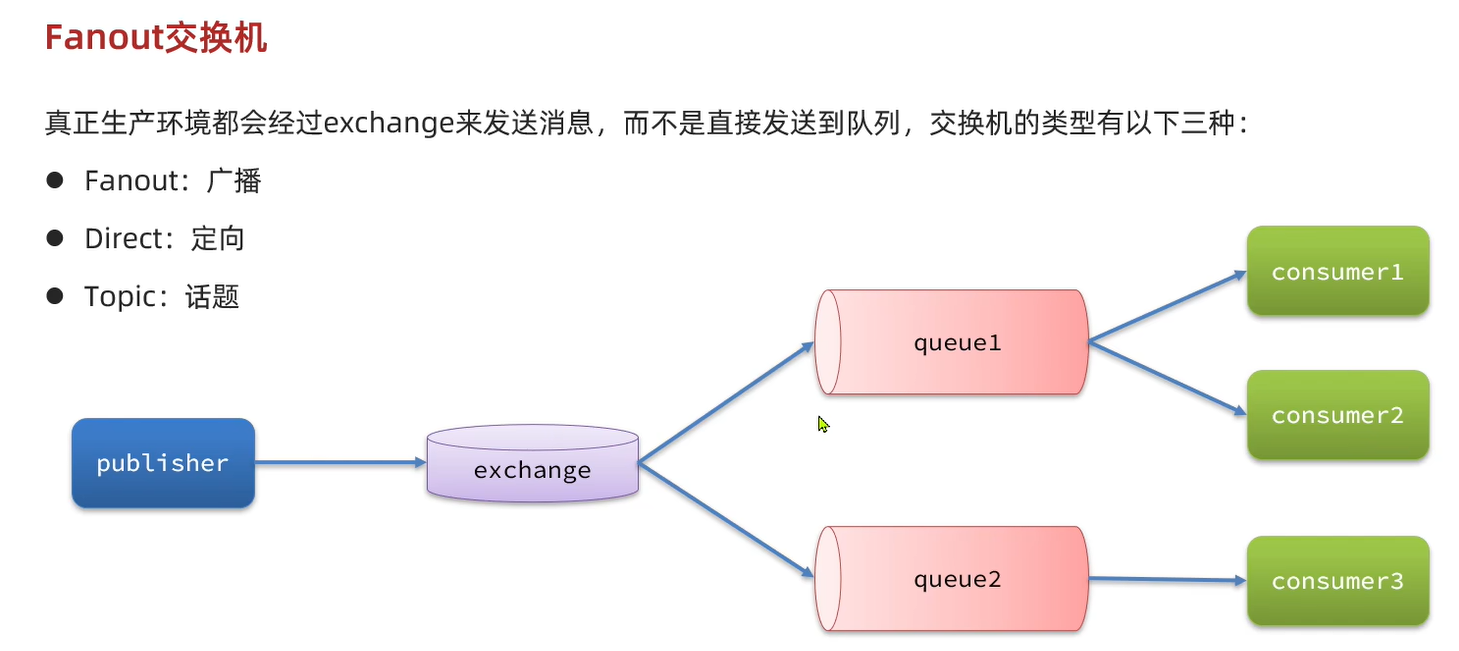 Fanout交换机
真正生产环境都会经过exchange来发送消息，而不是直接发送到队列，交换机的类型有以下三种：
● Fanout：广播
● Direct：定向
● Topic：话题
consumer1
queue1
consumer2
publisher
exchange
queue2
consumer3